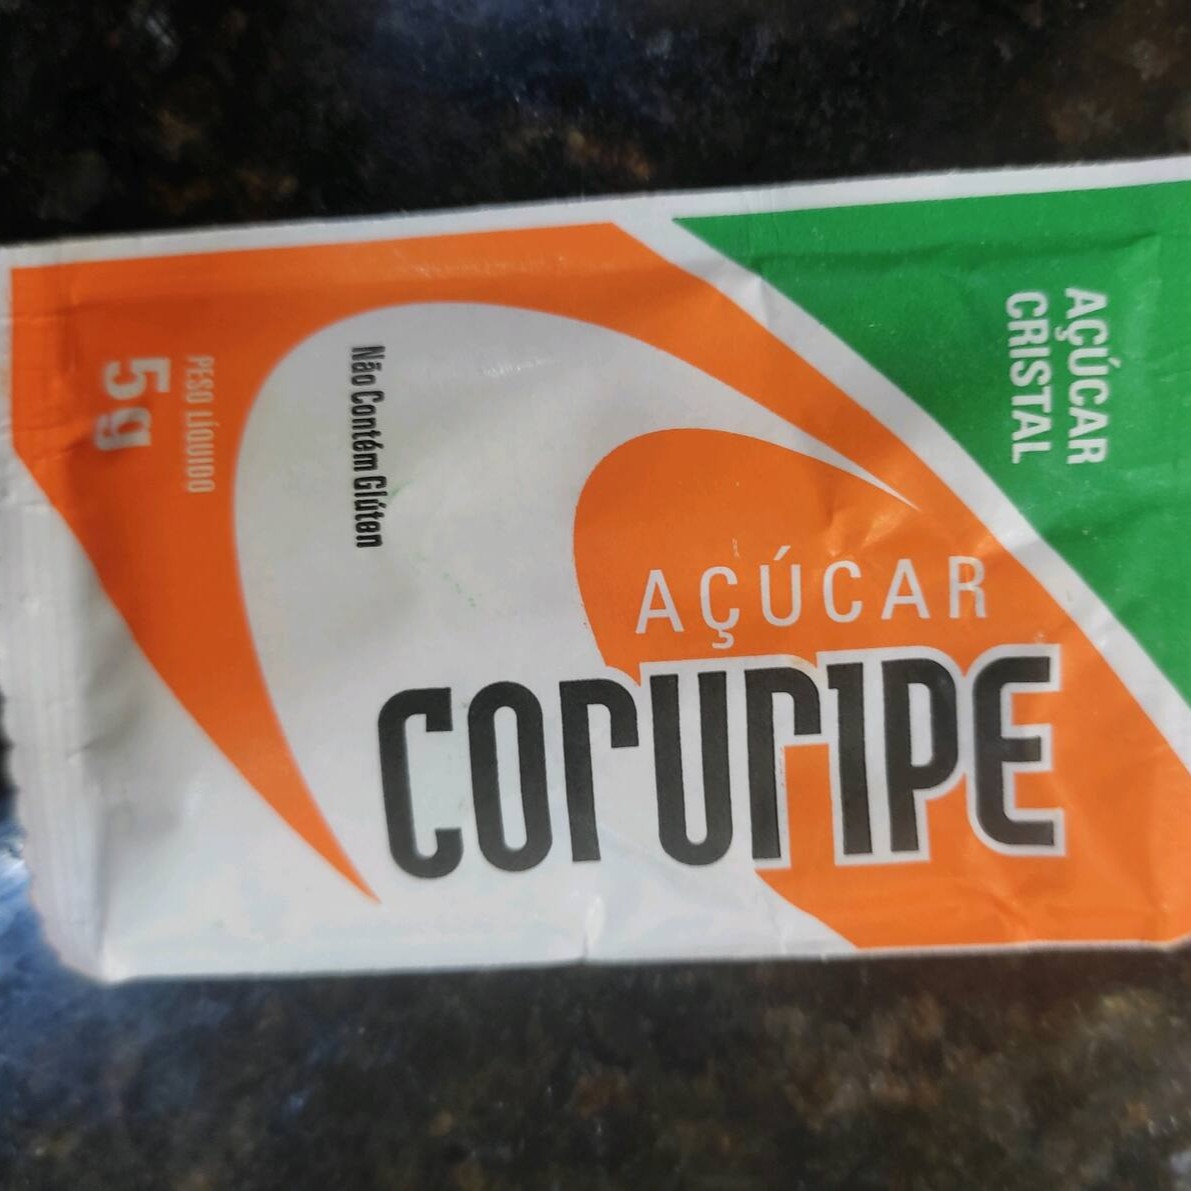 AÇÚCAR
CRISTAL
AÇÚCAR
CORURIPE
Não Contém Glúten
PESO LÍQUIDO
5g